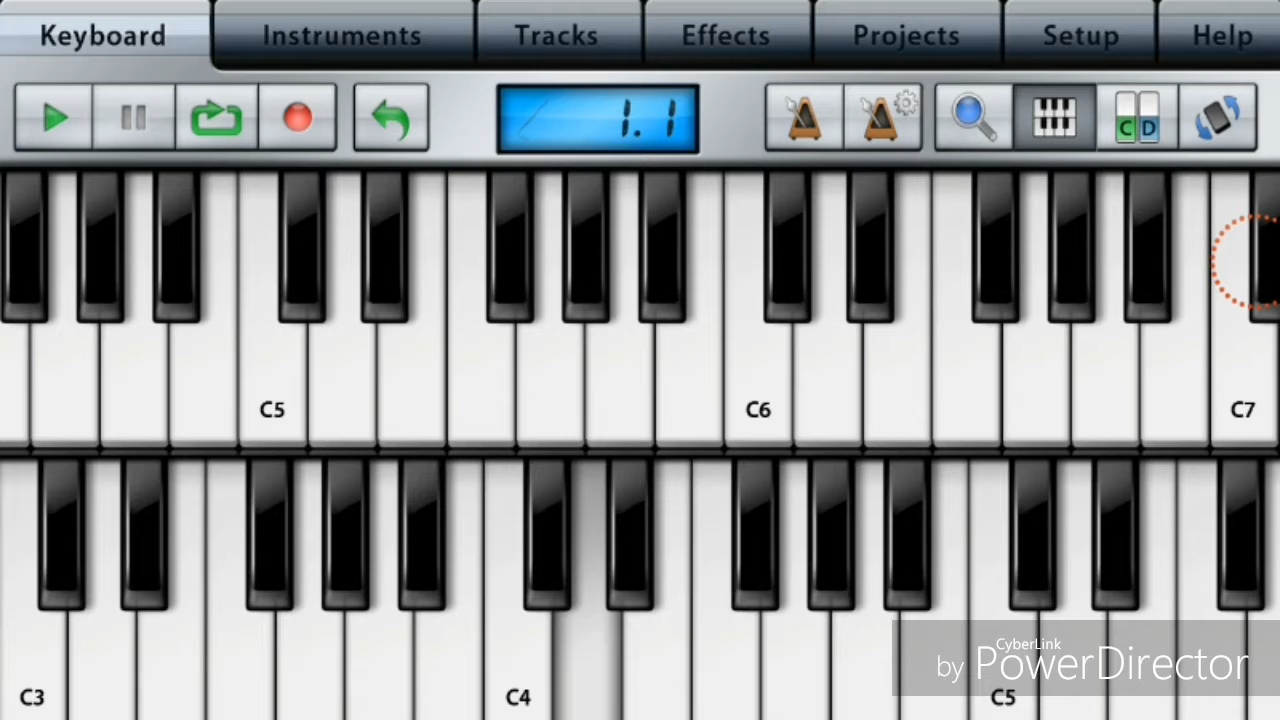 Keyboard Instruments Tracks Effects Projects Setup Help
1.1
C D
C5 C6 C7
C3 C4 C5
CyberLink
by PowerDirector